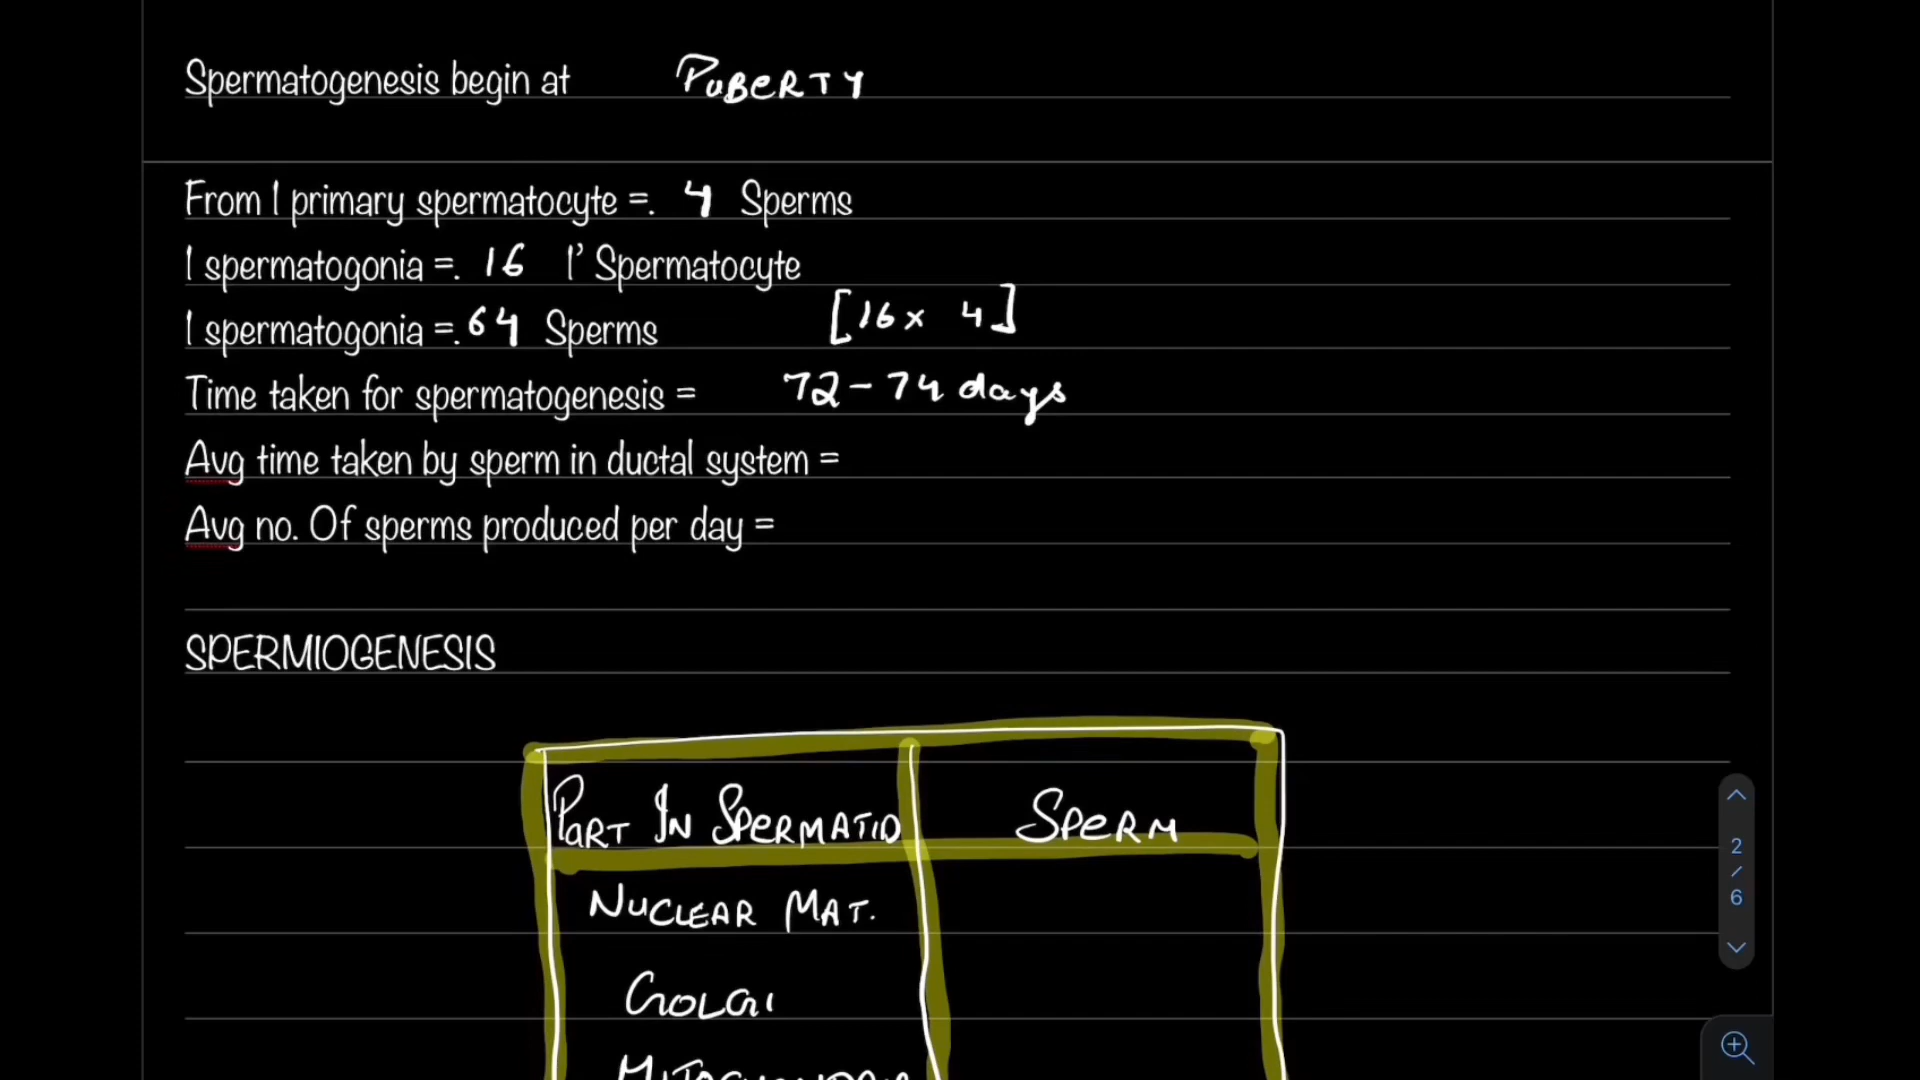 Spermatogenesis begin at PUBERTY
From 1 primary spermatocyte =. 4 Sperms
1 spermatogonia =. 16 1' Spermatocyte
1 spermatogonia =. 64 Sperms [16 x 4]
Time taken for spermatogenesis = 72-74 days
Avg time taken by sperm in ductal system =
Avg no. Of sperms produced per day =
SPERMIOGENESIS
PART IN SPERMATID SPERM
NUCLEAR MAT.
GOLGI
MITOCHONDRIA
2
/
6